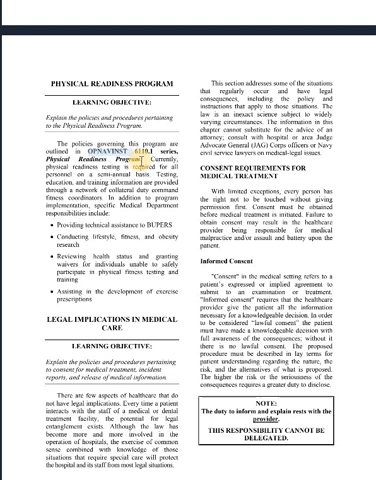 PHYSICAL READINESS PROGRAM
LEARNING OBJECTIVE:
Explain the policies and procedures pertaining
to the Physical Readiness Program.
The policies governing this program are
outlined in OPNAVINST 6110.1 series,
Physical Readiness Program. Currently,
physical readiness testing is required for all
personnel on a semi-annual basis. Testing,
education, and training information are provided
through a network of collateral duty command
fitness coordinators. In addition to program
implementation, specific Medical Department
responsibilities include:
• Providing technical assistance to BUPERS
• Conducting lifestyle, fitness, and obesity
research
• Reviewing health status and granting
waivers for individuals unable to safely
participate in physical fitness testing and
training
• Assisting in the development of exercise
prescriptions
LEGAL IMPLICATIONS IN MEDICAL
CARE
LEARNING OBJECTIVE:
Explain the policies and procedures pertaining
to consent for medical treatment, incident
reports, and release of medical information.
There are few aspects of healthcare that do
not have legal implications. Every time a patient
interacts with the staff of a medical or dental
treatment facility, the potential for legal
entanglement exists. Although the law has
become more and more involved in the
operation of hospitals, the exercise of common
sense combined with knowledge of those
situations that require special care will protect
the hospital and its staff from most legal situations.
This section addresses some of the situations
that regularly occur and have legal
consequences, including the policy and
instructions that apply to those situations. The
law is an inexact science subject to widely
varying circumstances. The information in this
chapter cannot substitute for the advice of an
attorney; consult with hospital or area Judge
Advocate General (JAG) Corps officers or Navy
civil service lawyers on medical-legal issues.
CONSENT REQUIREMENTS FOR
MEDICAL TREATMENT
With limited exceptions, every person has
the right not to be touched without giving
permission first. Consent must be obtained
before medical treatment is initiated. Failure to
obtain consent may result in the healthcare
provider being responsible for medical
malpractice and/or assault and battery upon the
patient.
Informed Consent
"Consent" in the medical setting refers to a
patient's expressed or implied agreement to
submit to an examination or treatment.
"Informed consent" requires that the healthcare
provider give the patient all the information
necessary for a knowledgeable decision. In order
to be considered "lawful consent" the patient
must have made a knowledgeable decision with
full awareness of the consequences; without it
there is no lawful consent. The proposed
procedure must be described in lay terms for
patient understanding regarding the nature, the
risk, and the alternatives of what is proposed.
The higher the risk or the seriousness of the
consequences requires a greater duty to disclose.
NOTE:
The duty to inform and explain rests with the
provider.
THIS RESPONSIBILITY CANNOT BE
DELEGATED.